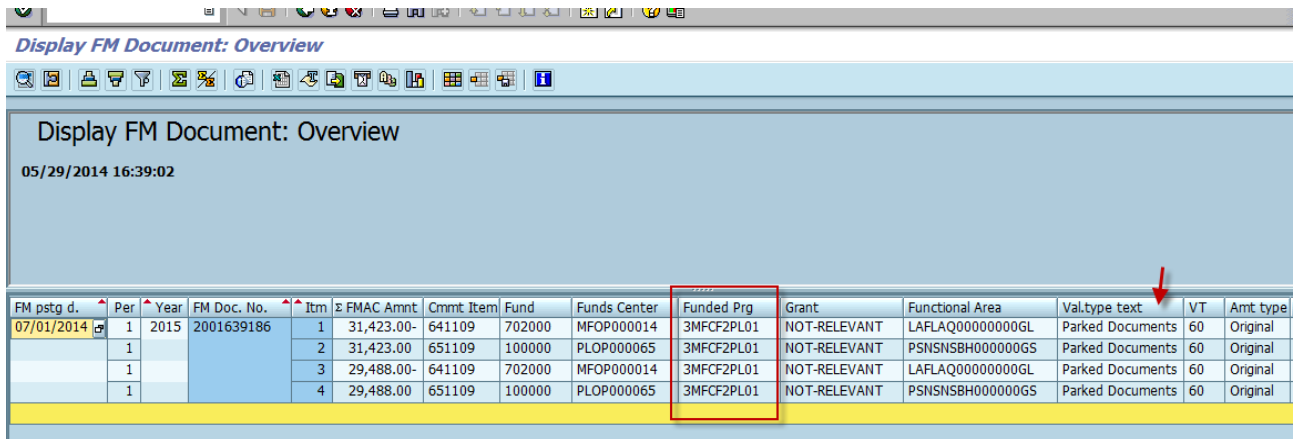 Display FM Document: Overview
Display FM Document: Overview
05/29/2014 16:39:02
FM pstg d. Per Year FM Doc. No. Itm Σ FMAC Amnt Cmmt Item Fund Funds Center Funded Prg Grant Functional Area Val.type text VT Amt type
07/01/2014 1 2015 2001639186 1 31,423.00- 641109 702000 MFOP000014 3MFCF2PL01 NOT-RELEVANT LAFLAQ00000000GL Parked Documents 60 Original
1 2 31,423.00 651109 100000 PLOP000065 3MFCF2PL01 NOT-RELEVANT PSNSNSBH000000GS Parked Documents 60 Original
1 3 29,488.00- 641109 702000 MFOP000014 3MFCF2PL01 NOT-RELEVANT LAFLAQ00000000GL Parked Documents 60 Original
1 4 29,488.00 651109 100000 PLOP000065 3MFCF2PL01 NOT-RELEVANT PSNSNSBH000000GS Parked Documents 60 Original